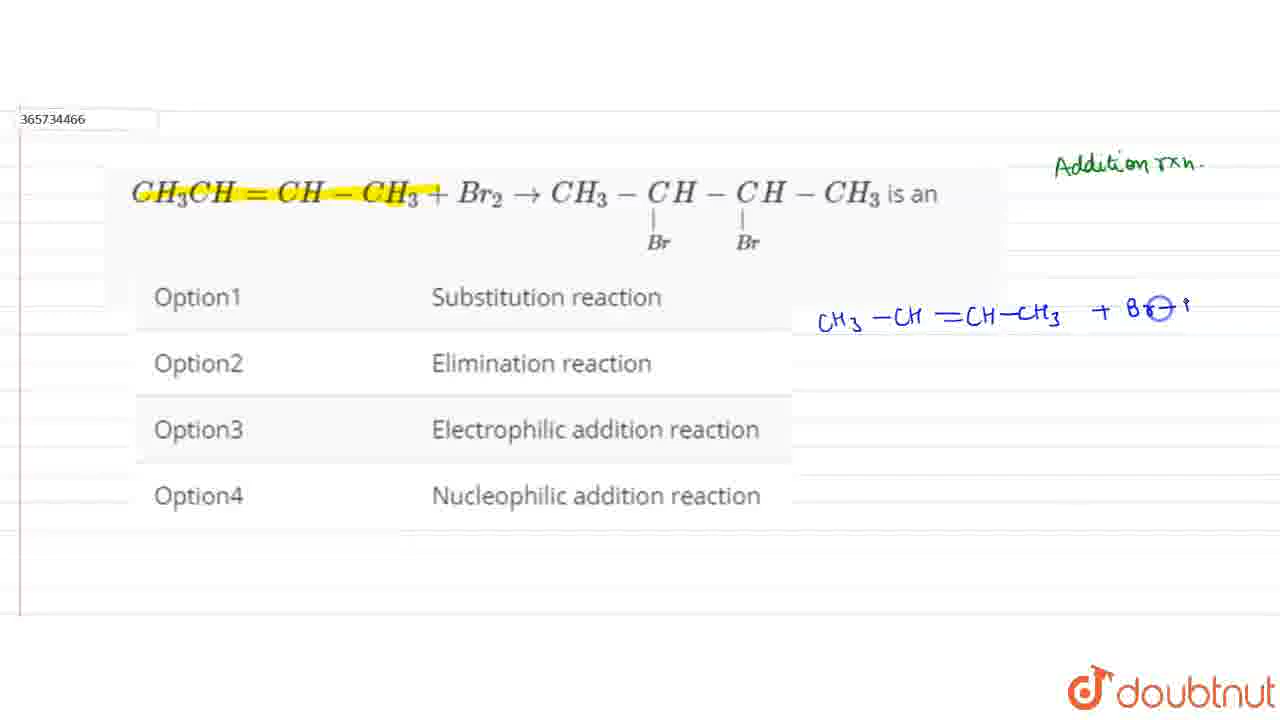 365734466
Addition rxn.
CH3CH = CH − CH3 + Br2 → CH3 − CH − CH − CH3 is an
| |
Br Br
Option1 Substitution reaction
CH3 − CH = CH − CH3 + Br −
Option2 Elimination reaction
Option3 Electrophilic addition reaction
Option4 Nucleophilic addition reaction
doubtnut